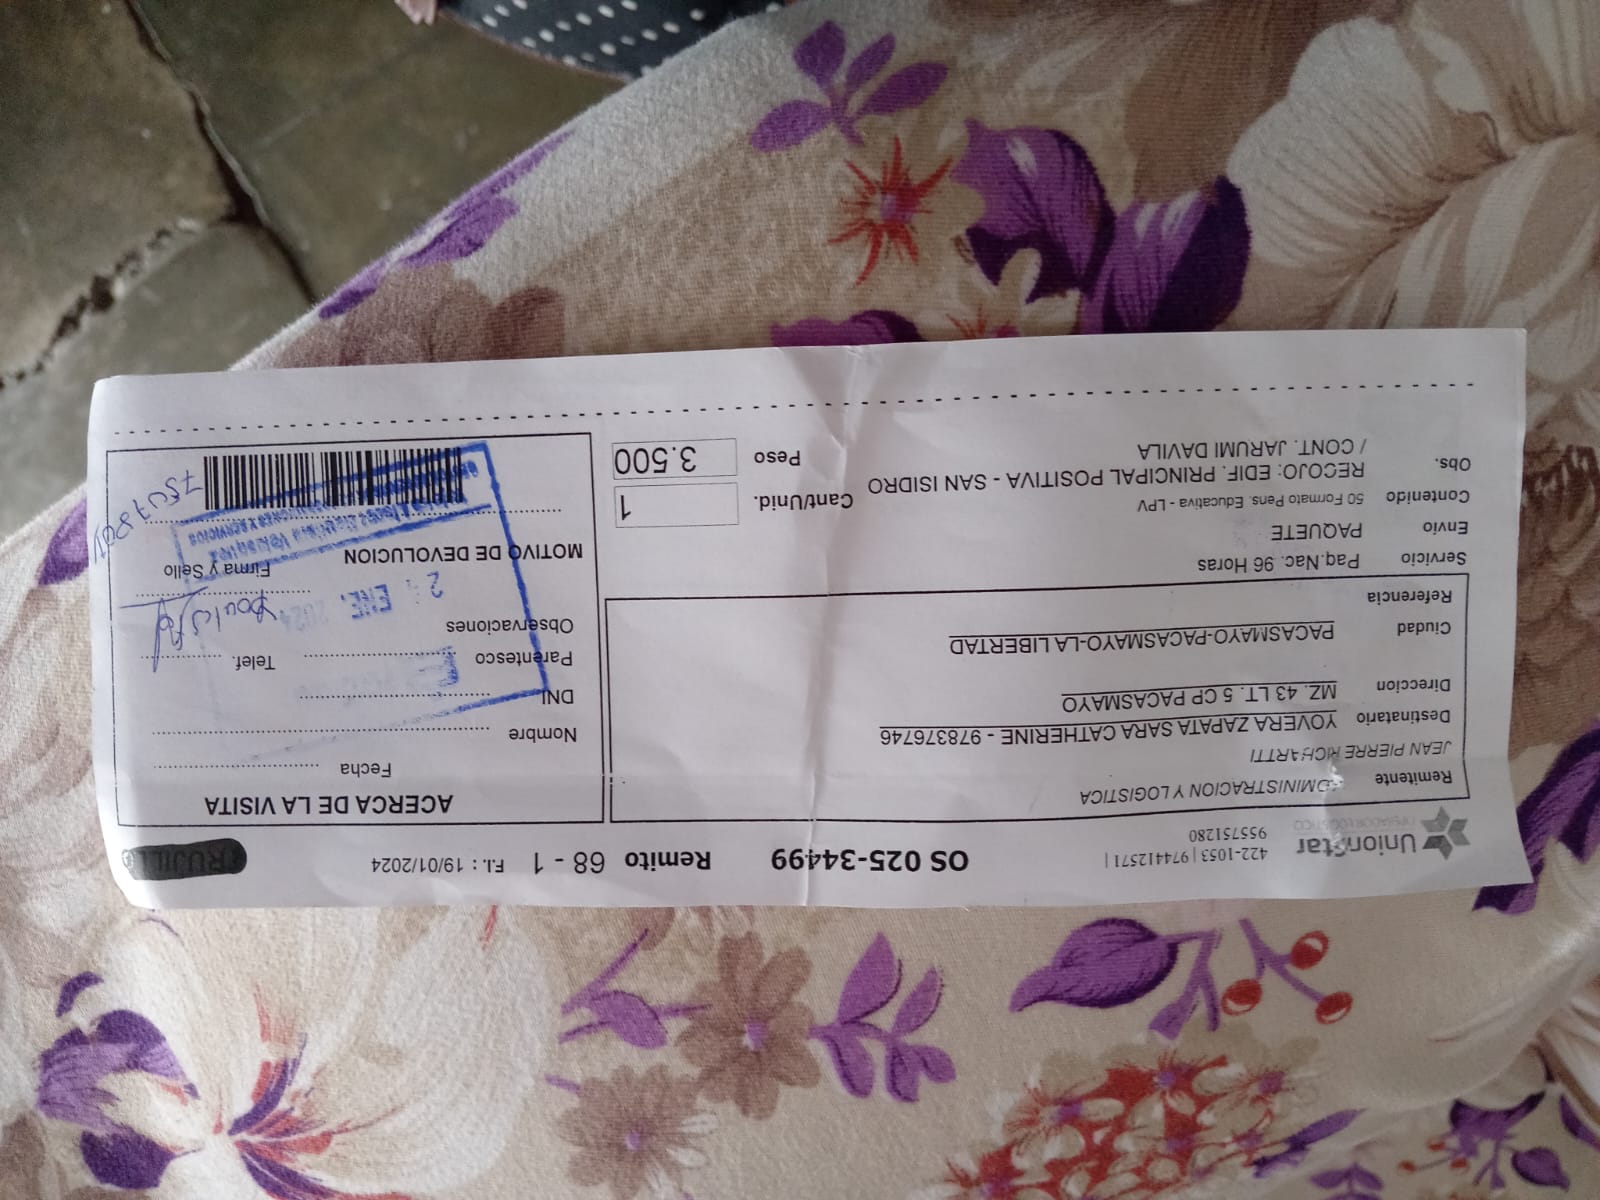 UnionStar
OPERADOR LOGISTICO
422-1053 | 974412571 |
955751280
OS 025-34499
Remito 68 - 1
F.I. : 19/01/2024
Remitente
ADMINISTRACION Y LOGISTICA
JEAN PIERRE RICHARTTI
Destinatario YOVERA ZAPATA SARA CATHERINE - 978376746
Direccion MZ. 43 LT. 5 CP PACASMAYO
Ciudad PACASMAYO-PACASMAYO-LA LIBERTAD
Referencia
Servicio Paq.Nac. 96 Horas
Envio PAQUETE
Contenido 50 Formato Pens. Educativa - LPV
Obs. RECOJO: EDIF. PRINCIPAL POSITIVA - SAN ISIDRO
/ CONT. JARUMI DAVILA
Cant/Unid. 1
Peso 3.500
ACERCA DE LA VISITA
Fecha
Nombre
DNI
Parentesco
Telef.
Observaciones
ENE. 2024
Firma y Sello
MOTIVO DE DEVOLUCION